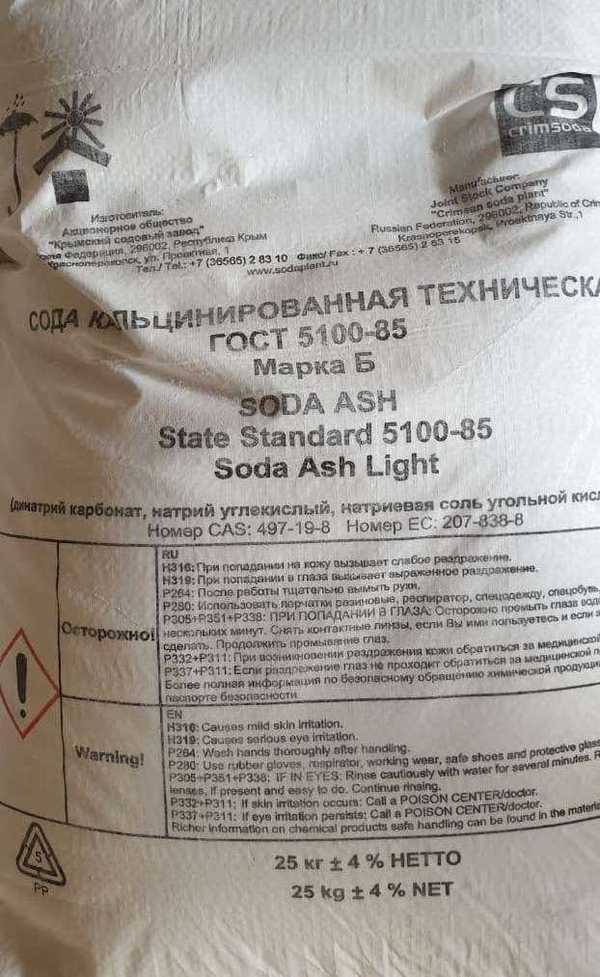 CS
crimsoda
Изготовитель:
Акционерное общество
"Крымский содовый завод"
Федерация, 296002, Республика Крым
Красноперекопск, ул. Проектная, 1
Тел./ Tel.: +7 (36565) 2 83 10 Факс/ Fax : + 7 (36565) 2 83 15
www.sodaplant.ru
Manufacturer:
Joint Stock Company
"Crimean soda plant"
Russian Federation, 296002, Republic of
Krasnoperekopsk, Proektnaya Str.,1
СОДА КАЛЬЦИНИРОВАННАЯ ТЕХНИЧЕСКА
ГОСТ 5100-85
Марка Б
SODA ASH
State Standard 5100-85
Soda Ash Light
(динатрий карбонат, натрий углекислый, натриевая соль угольной кисл
Номер CAS: 497-19-8 Номер EC: 207-838-8
Осторожно!
RU
H316: При попадании на кожу вызывает слабое раздражение.
H319: При попадании в глаза вызывает выраженное раздражение.
P264: После работы тщательно вымыть руки.
P280: Использовать перчатки резиновые, респиратор, спецодежду, спецобувь,
P305+P351+P338: ПРИ ПОПАДАНИИ В ГЛАЗА: Осторожно промыть глаза вод
нескольких минут. Снять контактные линзы, если Вы ими пользуетесь и если э
сделать. Продолжить промывание глаз.
P332+P311: При возникновении раздражения кожи обратиться за медицинской
P337+P311: Если раздражение глаз не проходит обратиться за медицинской п
Более полная информация по безопасному обращению химической продукци
паспорте безопасности
Warning!
EN
H316: Causes mild skin irritation.
H319: Causes serious eye irritation.
P264: Wash hands thoroughly after handling.
P280: Use rubber gloves, respirator, working wear, safe shoes and protective glass
P305+P351+P338: IF IN EYES: Rinse cautiously with water for several minutes. R
lenses, if present and easy to do. Continue rinsing.
P332+P311: If skin irritation occurs: Call a POISON CENTER/doctor.
P337+P311: If eye irritation persists: Call a POISON CENTER/doctor.
Richer information on chemical products safe handling can be found in the materia
5
PP
25 кг ± 4 % НЕТТО
25 kg ± 4 % NET